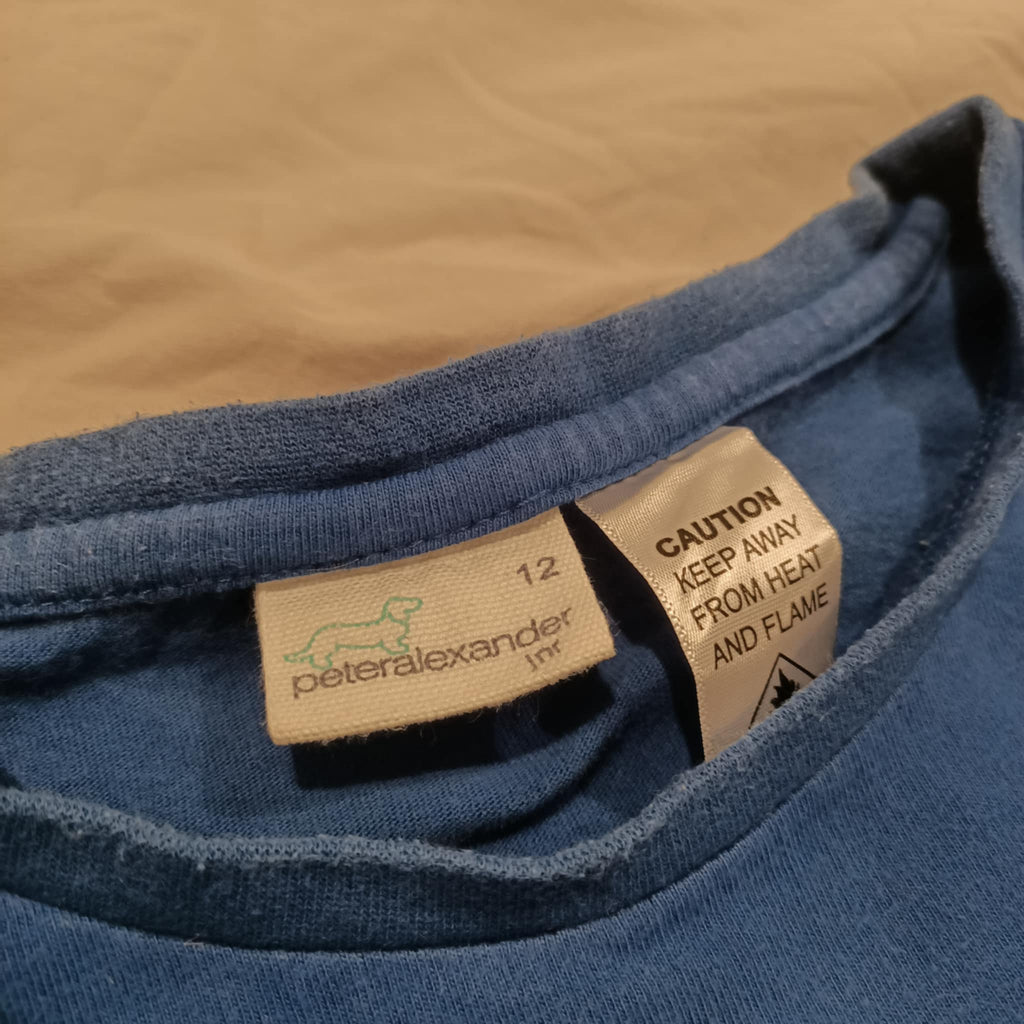 12
peteralexander
Jnr
CAUTION
KEEP AWAY
FROM HEAT
AND FLAME